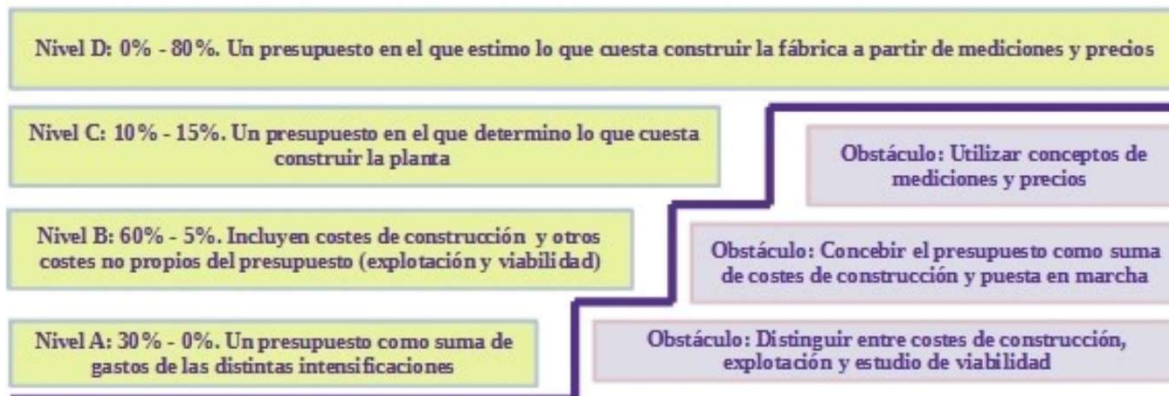 Nivel D: 0% - 80%. Un presupuesto en el que estimo lo que cuesta construir la fábrica a partir de mediciones y precios
Nivel C: 10% - 15%. Un presupuesto en el que determino lo que cuesta
construir la planta
Obstáculo: Utilizar conceptos de
mediciones y precios
Nivel B: 60% - 5%. Incluyen costes de construcción y otros
costes no propios del presupuesto (explotación y viabilidad)
Obstáculo: Concebir el presupuesto como suma
de costes de construcción y puesta en marcha
Nivel A: 30% - 0%. Un presupuesto como suma de
gastos de las distintas intensificaciones
Obstáculo: Distinguir entre costes de construcción,
explotación y estudio de viabilidad